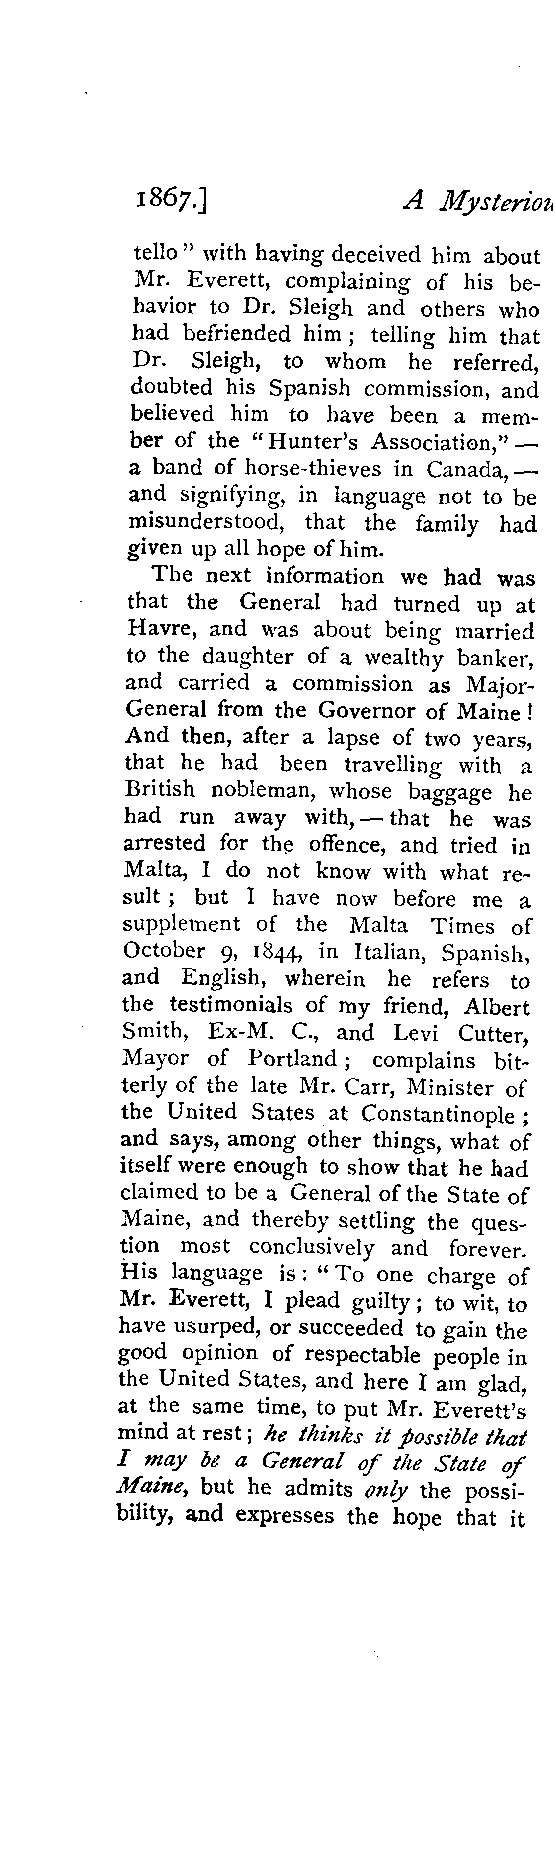 1867.] A Mysterious
tello" with having deceived him about
Mr. Everett, complaining of his be-
havior to Dr. Sleigh and others who
had befriended him; telling him that
Dr. Sleigh, to whom he referred,
doubted his Spanish commission, and
believed him to have been a mem-
ber of the "Hunter's Association,"—
a band of horse-thieves in Canada,—
and signifying, in language not to be
misunderstood, that the family had
given up all hope of him.
The next information we had was
that the General had turned up at
Havre, and was about being married
to the daughter of a wealthy banker,
and carried a commission as Major-
General from the Governor of Maine!
And then, after a lapse of two years,
that he had been travelling with a
British nobleman, whose baggage he
had run away with,—that he was
arrested for the offence, and tried in
Malta, I do not know with what re-
sult; but I have now before me a
supplement of the Malta Times of
October 9, 1844, in Italian, Spanish,
and English, wherein he refers to
the testimonials of my friend, Albert
Smith, Ex-M. C., and Levi Cutter,
Mayor of Portland; complains bit-
terly of the late Mr. Carr, Minister of
the United States at Constantinople;
and says, among other things, what of
itself were enough to show that he had
claimed to be a General of the State of
Maine, and thereby settling the ques-
tion most conclusively and forever.
His language is: "To one charge of
Mr. Everett, I plead guilty; to wit, to
have usurped, or succeeded to gain the
good opinion of respectable people in
the United States, and here I am glad,
at the same time, to put Mr. Everett's
mind at rest; he thinks it possible that
I may be a General of the State of
Maine, but he admits only the possi-
bility, and expresses the hope that it